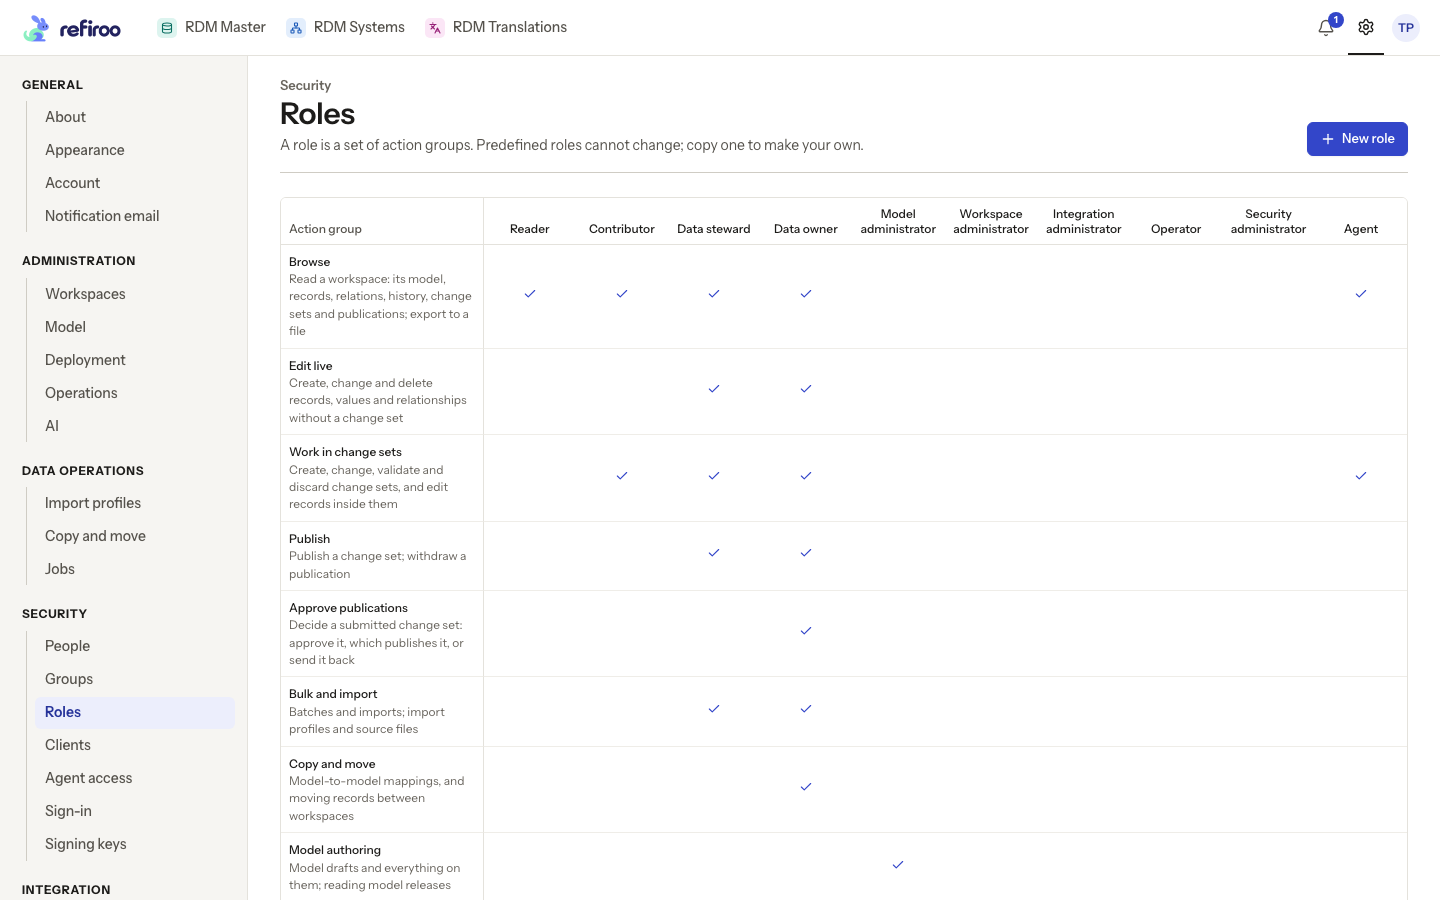 refiroo
RDM Master
RDM Systems
RDM Translations
1
TP
GENERAL
About
Appearance
Account
Notification email
ADMINISTRATION
Workspaces
Model
Deployment
Operations
AI
DATA OPERATIONS
Import profiles
Copy and move
Jobs
SECURITY
People
Groups
Roles
Clients
Agent access
Sign-in
Signing keys
INTEGRATION
Security
Roles
A role is a set of action groups. Predefined roles cannot change; copy one to make your own.
New role
Action group
Reader
Contributor
Data steward
Data owner
Model
administrator
Workspace
administrator
Integration
administrator
Operator
Security
administrator
Agent
Browse
Read a workspace: its model,
records, relations, history, change
sets and publications; export to a
file
Edit live
Create, change and delete
records, values and relationships
without a change set
Work in change sets
Create, change, validate and
discard change sets, and edit
records inside them
Publish
Publish a change set; withdraw a
publication
Approve publications
Decide a submitted change set:
approve it, which publishes it, or
send it back
Bulk and import
Batches and imports; import
profiles and source files
Copy and move
Model-to-model mappings, and
moving records between
workspaces
Model authoring
Model drafts and everything on
them; reading model releases